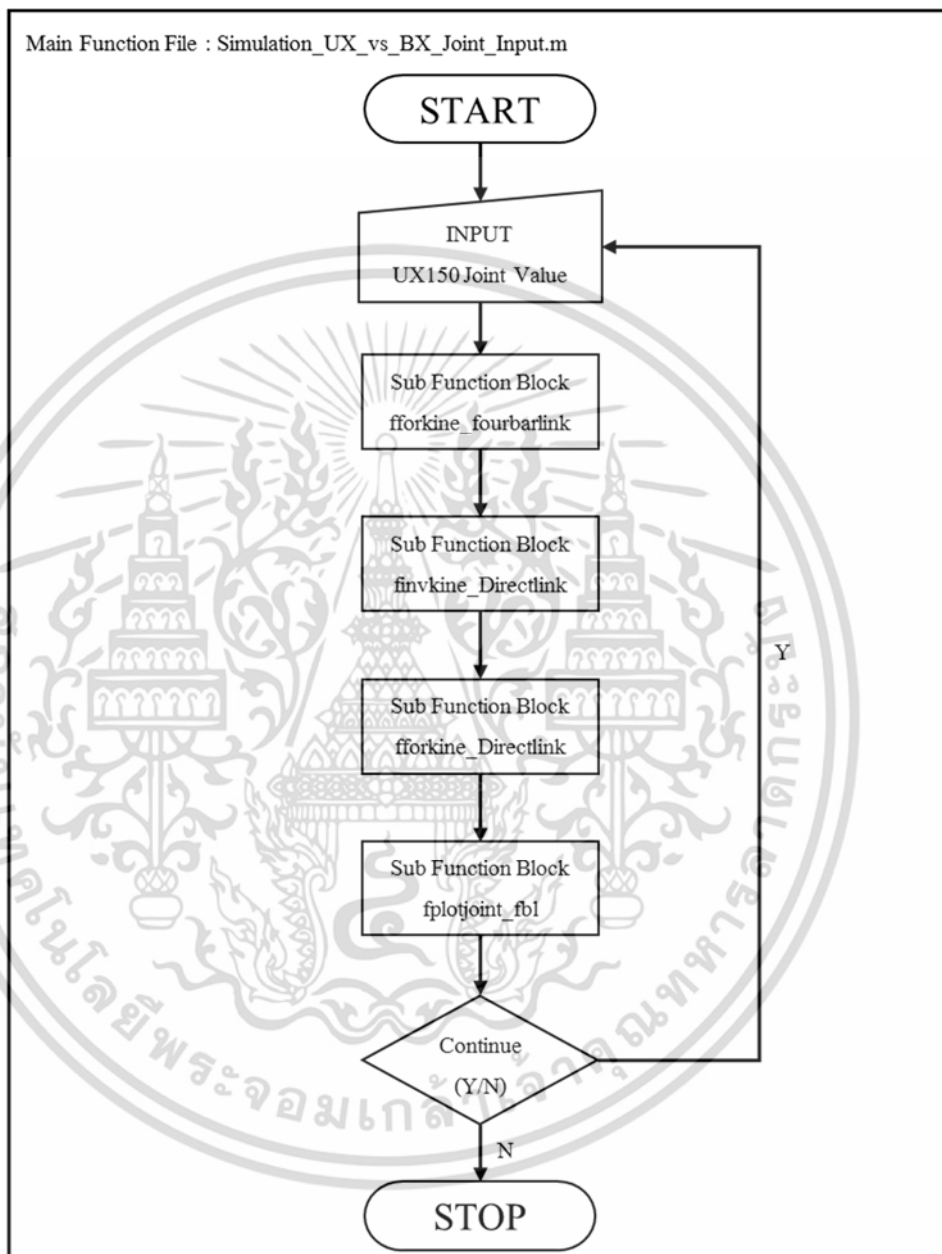 Main Function File : Simulation_UX_vs_BX_Joint_Input.m
START
INPUT
UX150 Joint Value
Sub Function Block
fforkine_fourbarlink
Sub Function Block
finvkine_Directlink
Sub Function Block
fforkine_Directlink
Sub Function Block
fplotjoint_fbl
Continue
(Y/N)
Y
N
STOP